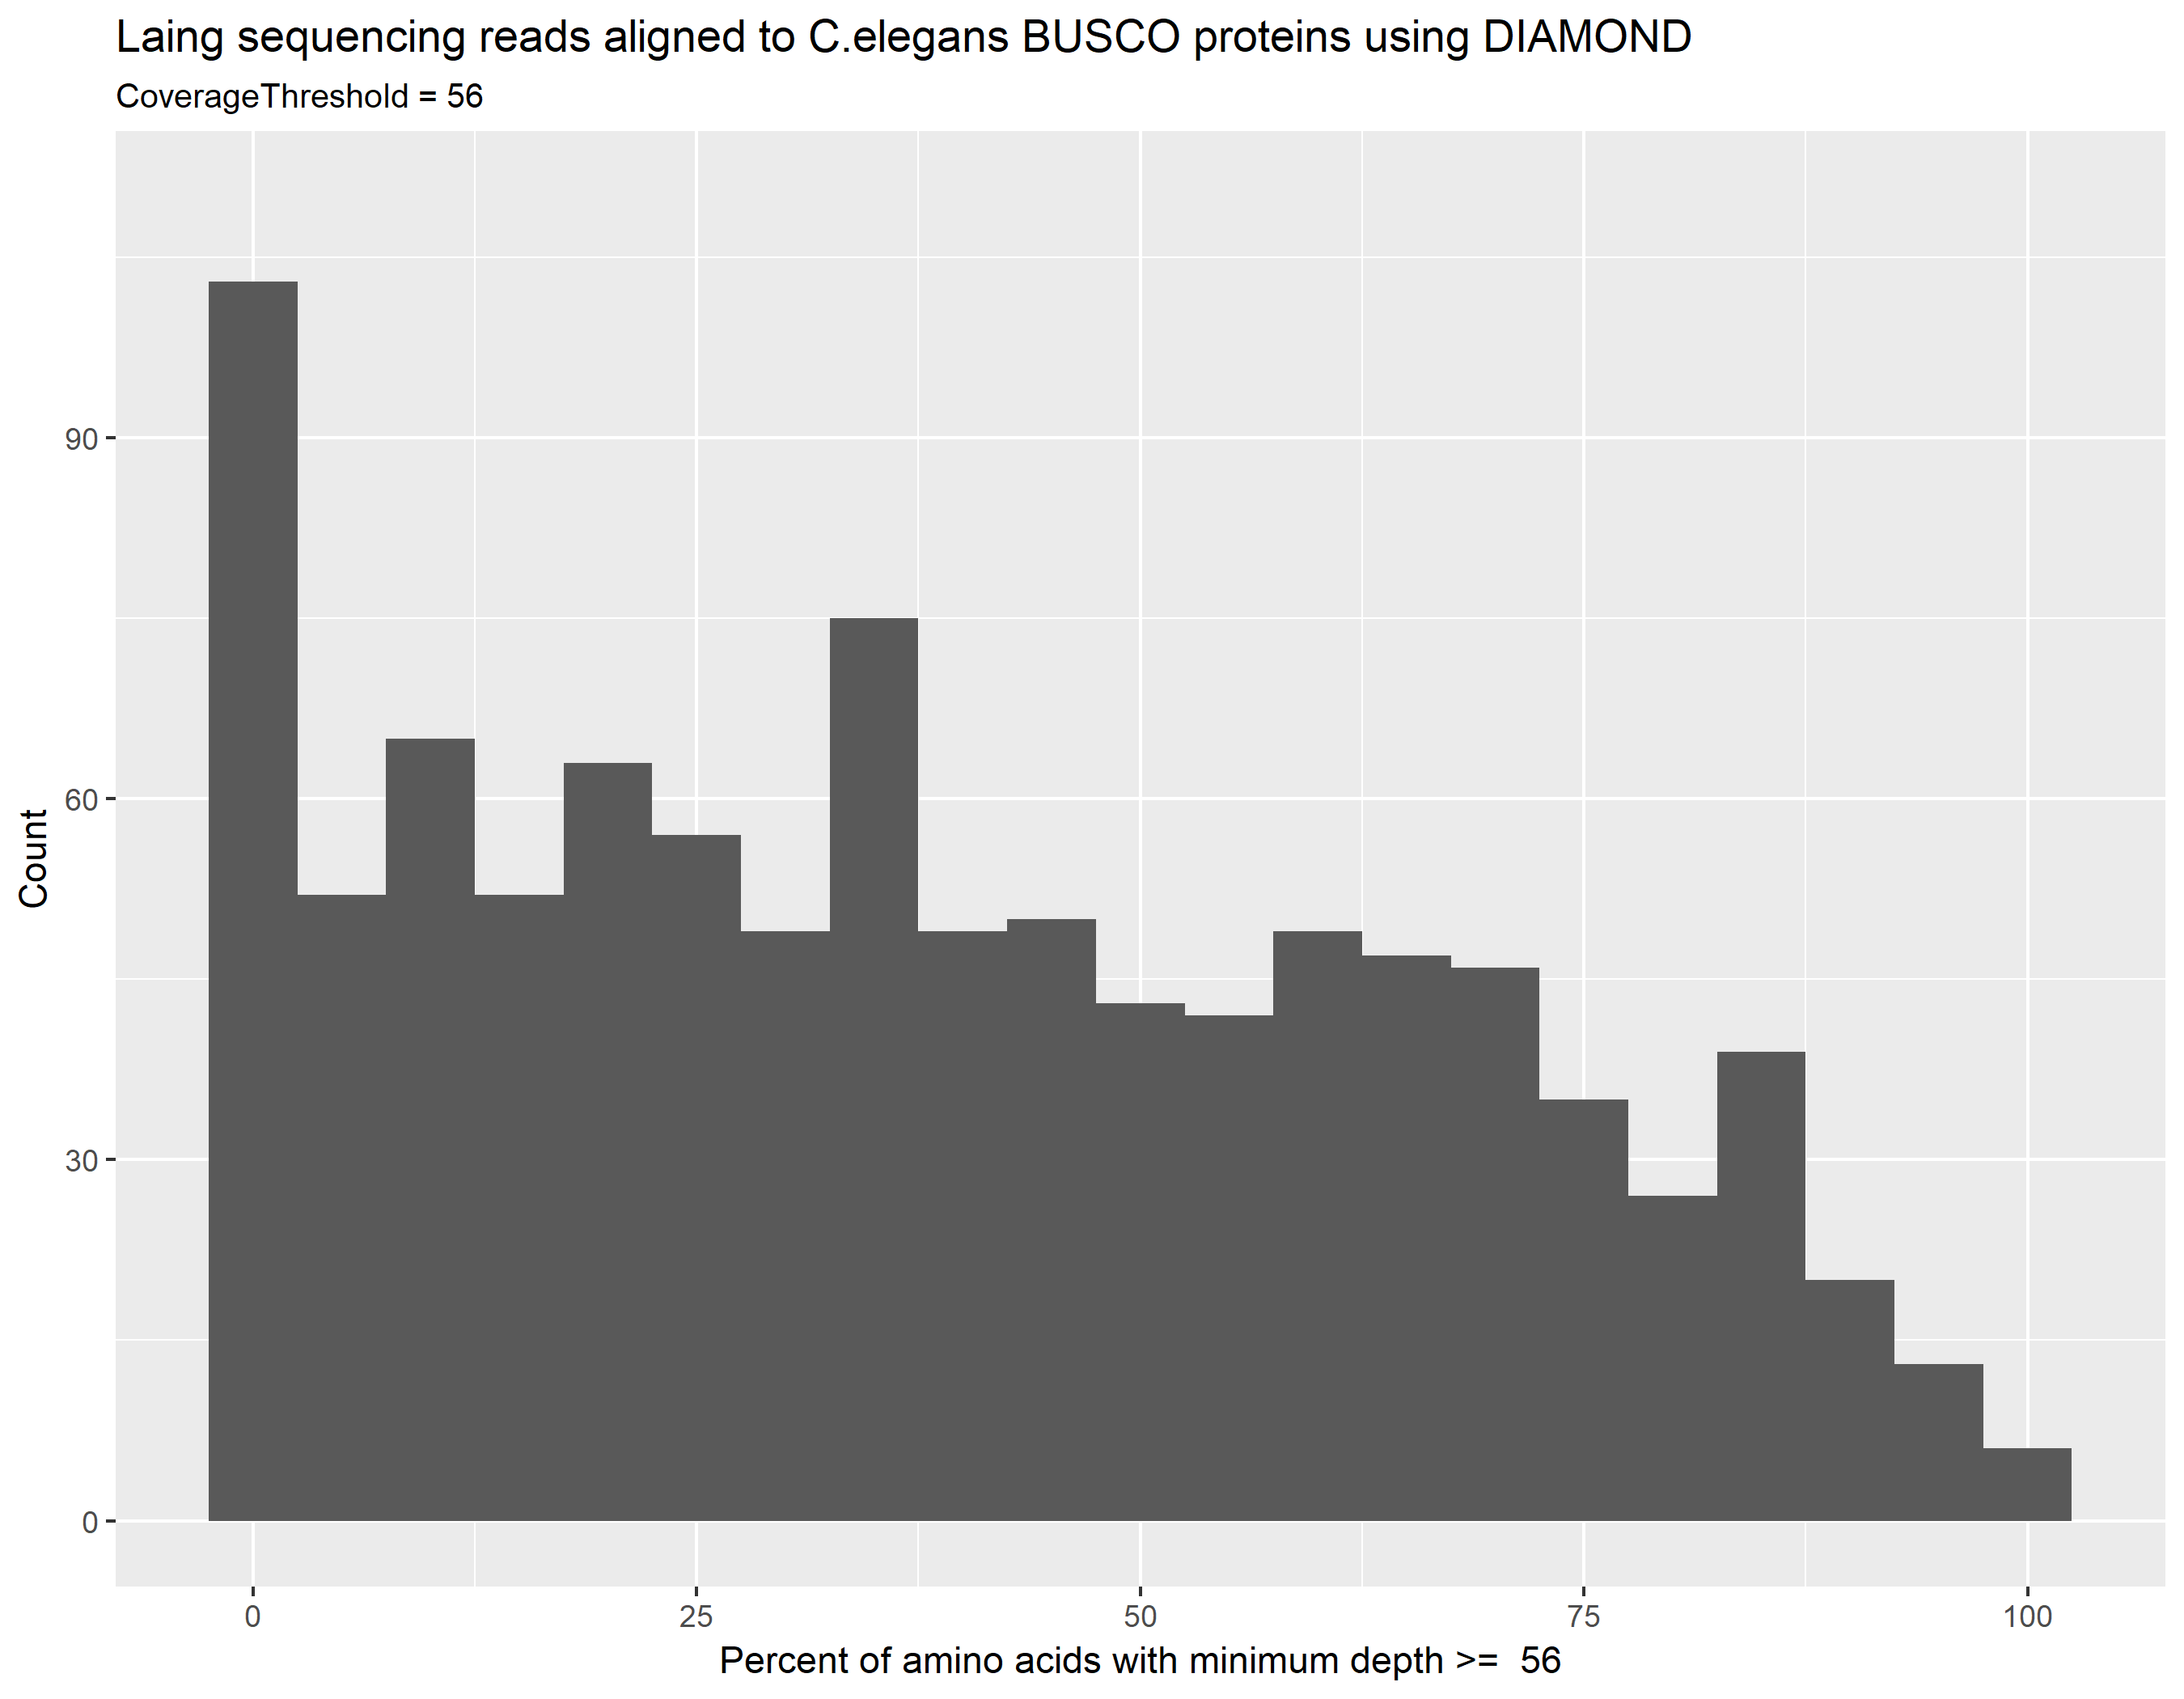 Laing sequencing reads aligned to C.elegans BUSCO proteins using DIAMOND
CoverageThreshold = 56
90
60
30
0
Count
0 25 50 75 100
Percent of amino acids with minimum depth >=  56